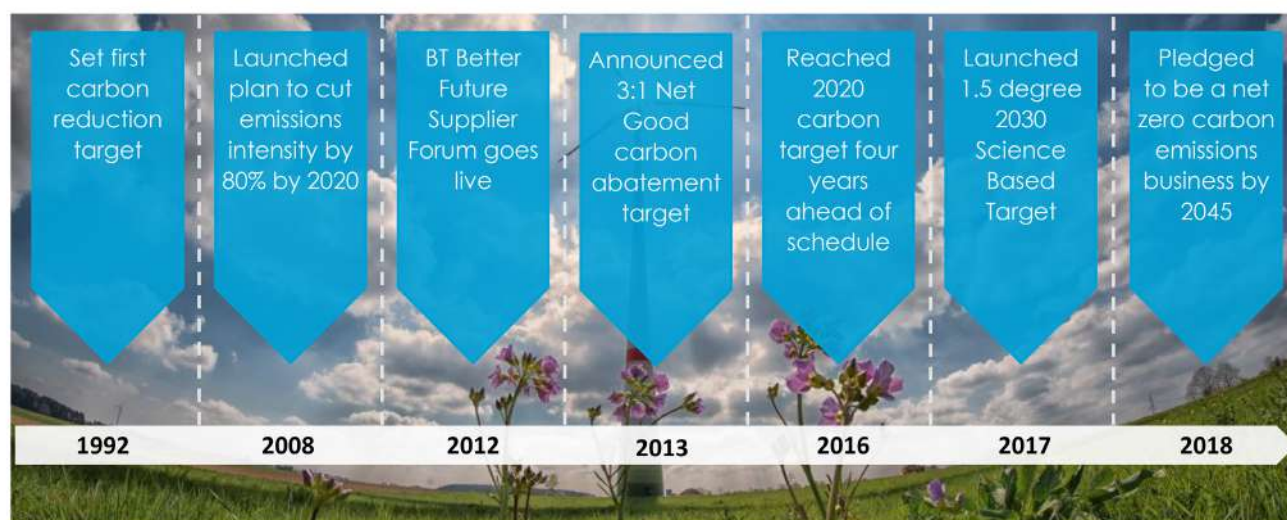 Set first
carbon
reduction
target
Launched
plan to cut
emissions
intensity by
80% by 2020
BT Better
Future
Supplier
Forum goes
live
Announced
3:1 Net
Good
carbon
abatement
target
Reached
2020
carbon
target four
years
ahead of
schedule
Launched
1.5 degree
2030
Science
Based
Target
Pledged
to be a net
zero carbon
emissions
business by
2045
1992
2008
2012
2013
2016
2017
2018